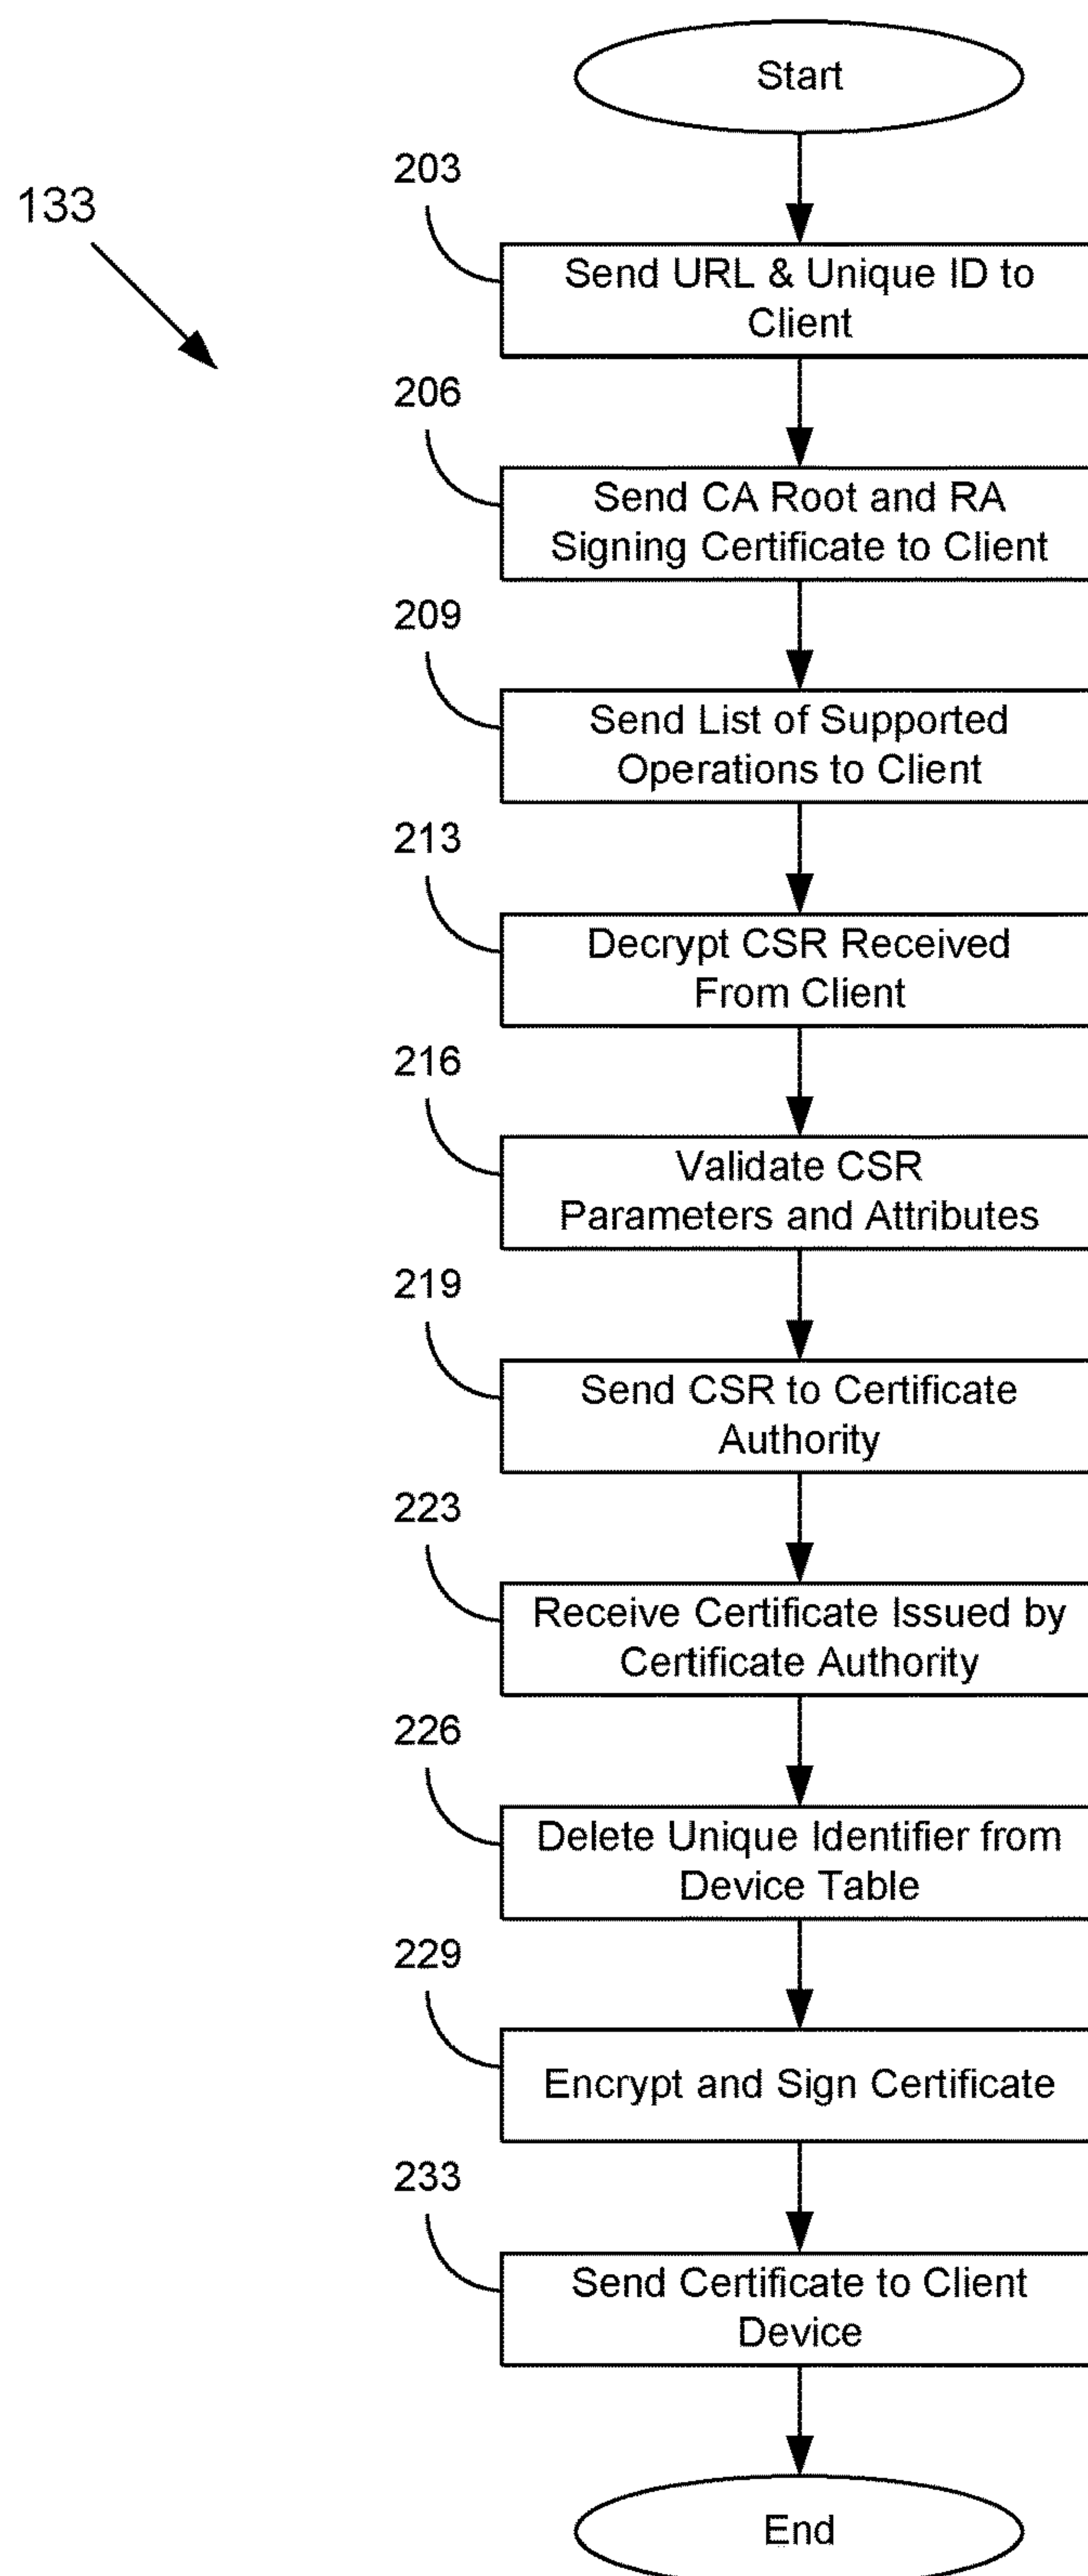 Start
133
203
Send URL & Unique ID to
Client
206
Send CA Root and RA
Signing Certificate to Client
209
Send List of Supported
Operations to Client
213
Decrypt CSR Received
From Client
216
Validate CSR
Parameters and Attributes
219
Send CSR to Certificate
Authority
223
Receive Certificate Issued by
Certificate Authority
226
Delete Unique Identifier from
Device Table
229
Encrypt and Sign Certificate
233
Send Certificate to Client
Device
End